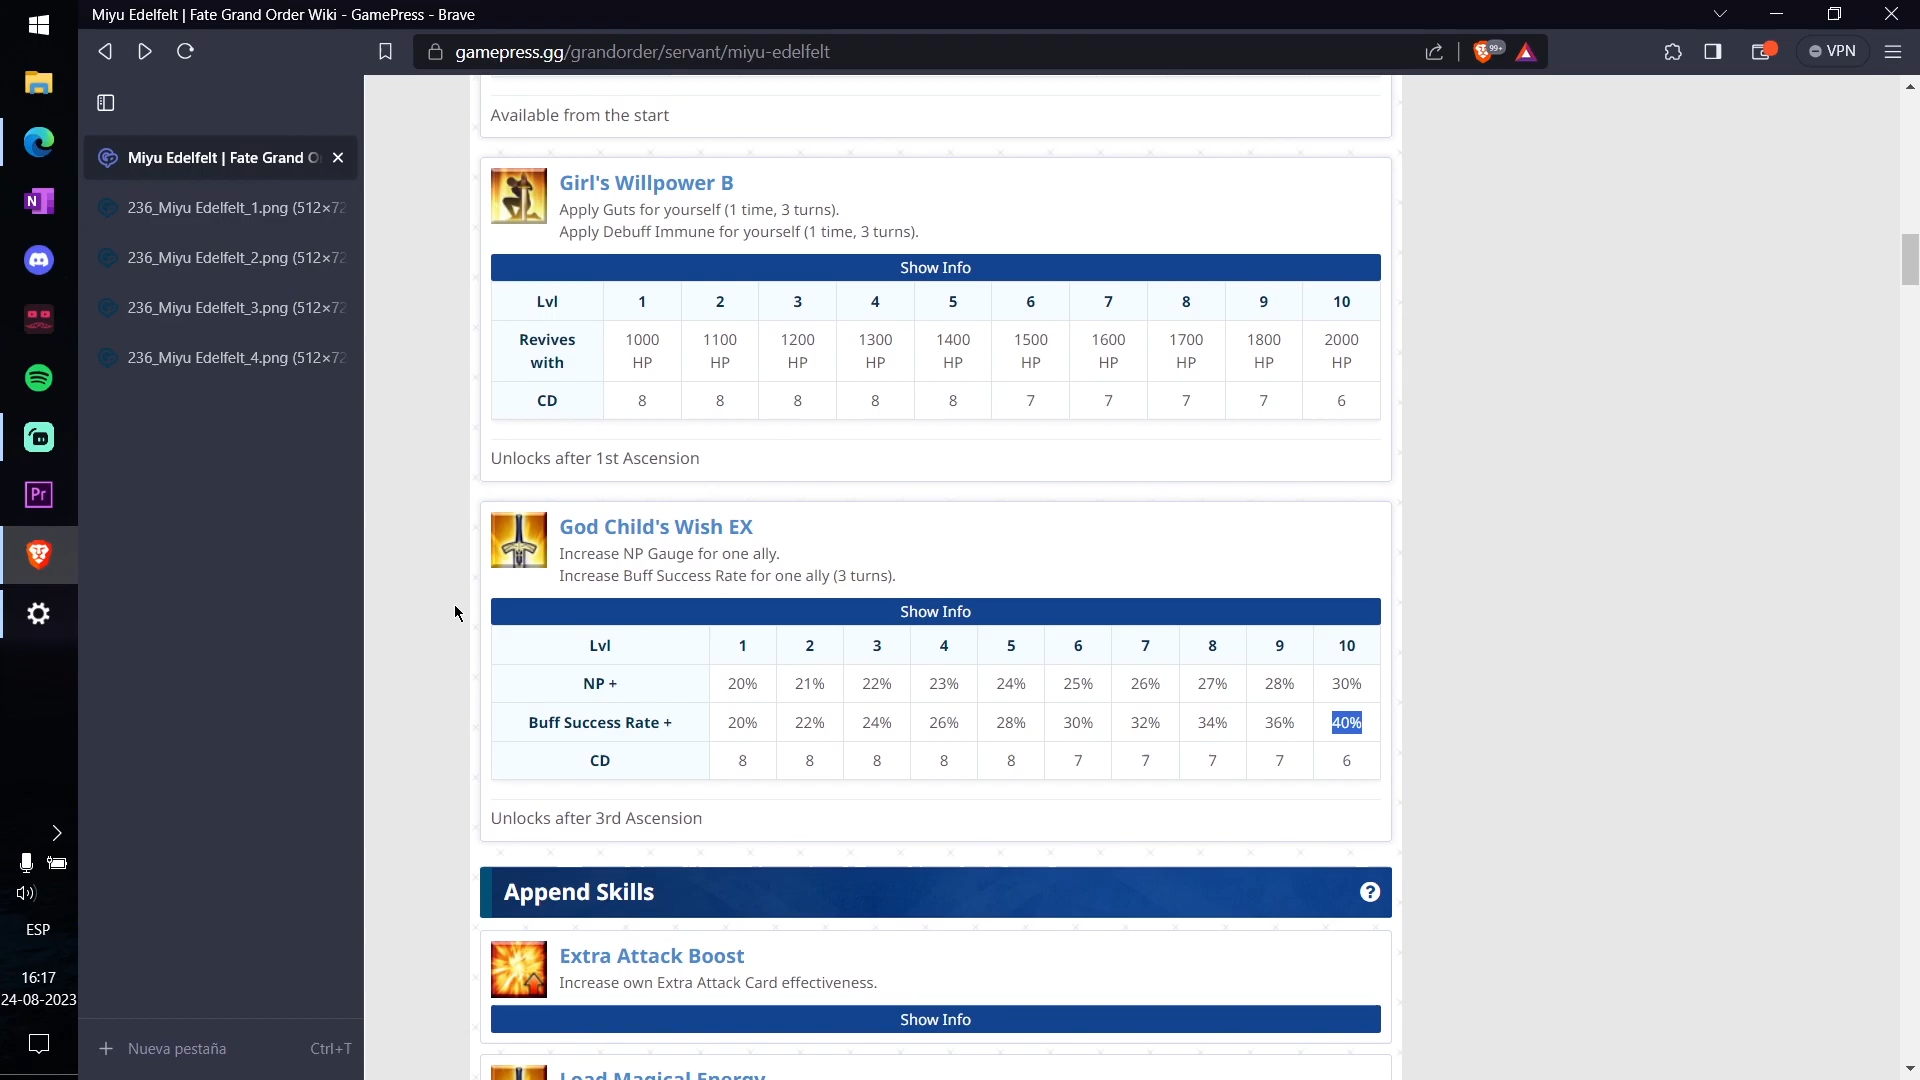 Miyu Edelfelt | Fate Grand Order Wiki - GamePress - Brave
gamepress.gg/grandorder/servant/miyu-edelfelt
99+
VPN
Miyu Edelfelt | Fate Grand O
236_Miyu Edelfelt_1.png (512×72
236_Miyu Edelfelt_2.png (512×72
236_Miyu Edelfelt_3.png (512×72
236_Miyu Edelfelt_4.png (512×72
N
Pr
ESP
16:17
24-08-2023
Nueva pestaña Ctrl+T
Available from the start
Girl's Willpower B
Apply Guts for yourself (1 time, 3 turns).
Apply Debuff Immune for yourself (1 time, 3 turns).
Show Info
Lvl 1 2 3 4 5 6 7 8 9 10
Revives with 1000 HP 1100 HP 1200 HP 1300 HP 1400 HP 1500 HP 1600 HP 1700 HP 1800 HP 2000 HP
CD 8 8 8 8 8 7 7 7 7 6
Unlocks after 1st Ascension
God Child's Wish EX
Increase NP Gauge for one ally.
Increase Buff Success Rate for one ally (3 turns).
Show Info
Lvl 1 2 3 4 5 6 7 8 9 10
NP + 20% 21% 22% 23% 24% 25% 26% 27% 28% 30%
Buff Success Rate + 20% 22% 24% 26% 28% 30% 32% 34% 36% 40%
CD 8 8 8 8 8 7 7 7 7 6
Unlocks after 3rd Ascension
Append Skills ?
Extra Attack Boost
Increase own Extra Attack Card effectiveness.
Show Info
Load Magical Energy